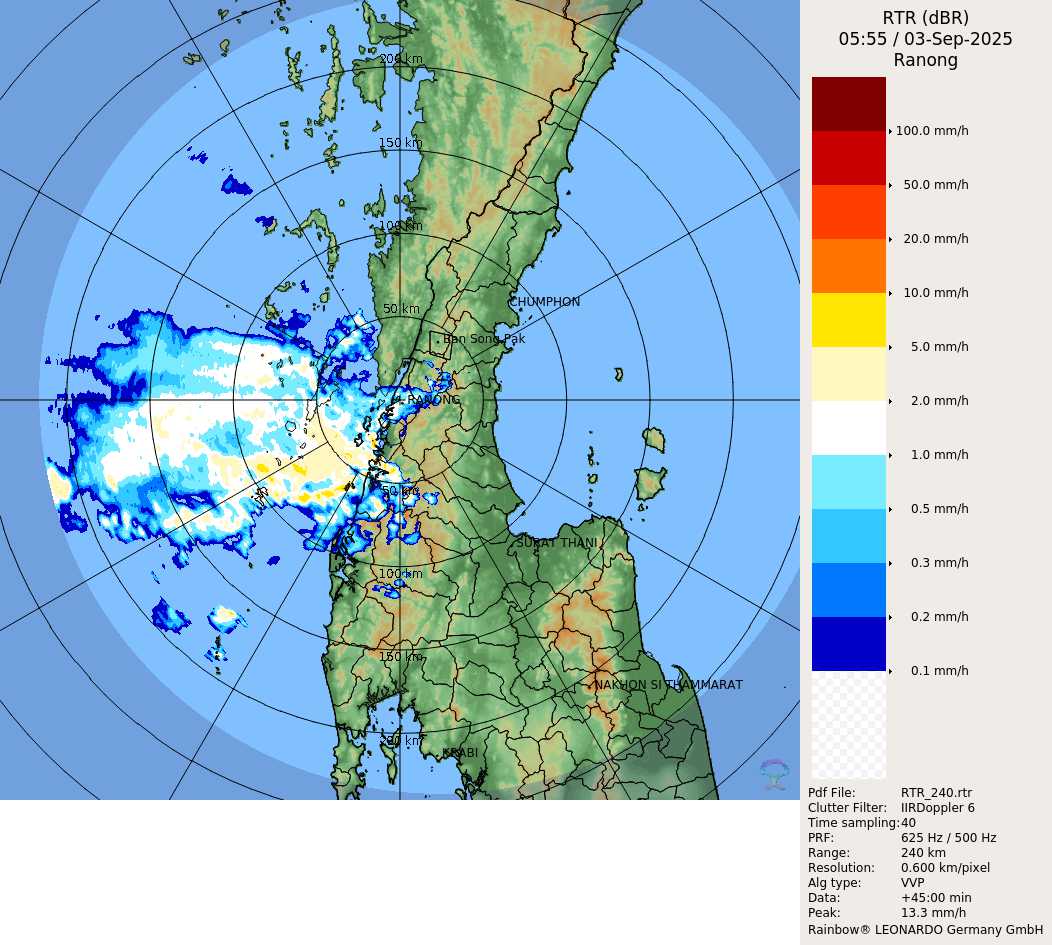 RTR (dBR)
05:55 / 03-Sep-2025
Ranong
100.0 mm/h
50.0 mm/h
20.0 mm/h
10.0 mm/h
5.0 mm/h
2.0 mm/h
1.0 mm/h
0.5 mm/h
0.3 mm/h
0.2 mm/h
0.1 mm/h
200 km
150 km
100 km
50 km
CHUMPHON
Ban Song Pak
RANONG
50 km
SURAT THANI
100 km
150 km
NAKHON SI THAMMARAT
200 km
KRABI
Pdf File: RTR_240.rtr
Clutter Filter: IIRDoppler 6
Time sampling: 40
PRF: 625 Hz / 500 Hz
Range: 240 km
Resolution: 0.600 km/pixel
Alg type: VVP
Data: +45:00 min
Peak: 13.3 mm/h
Rainbow® LEONARDO Germany GmbH